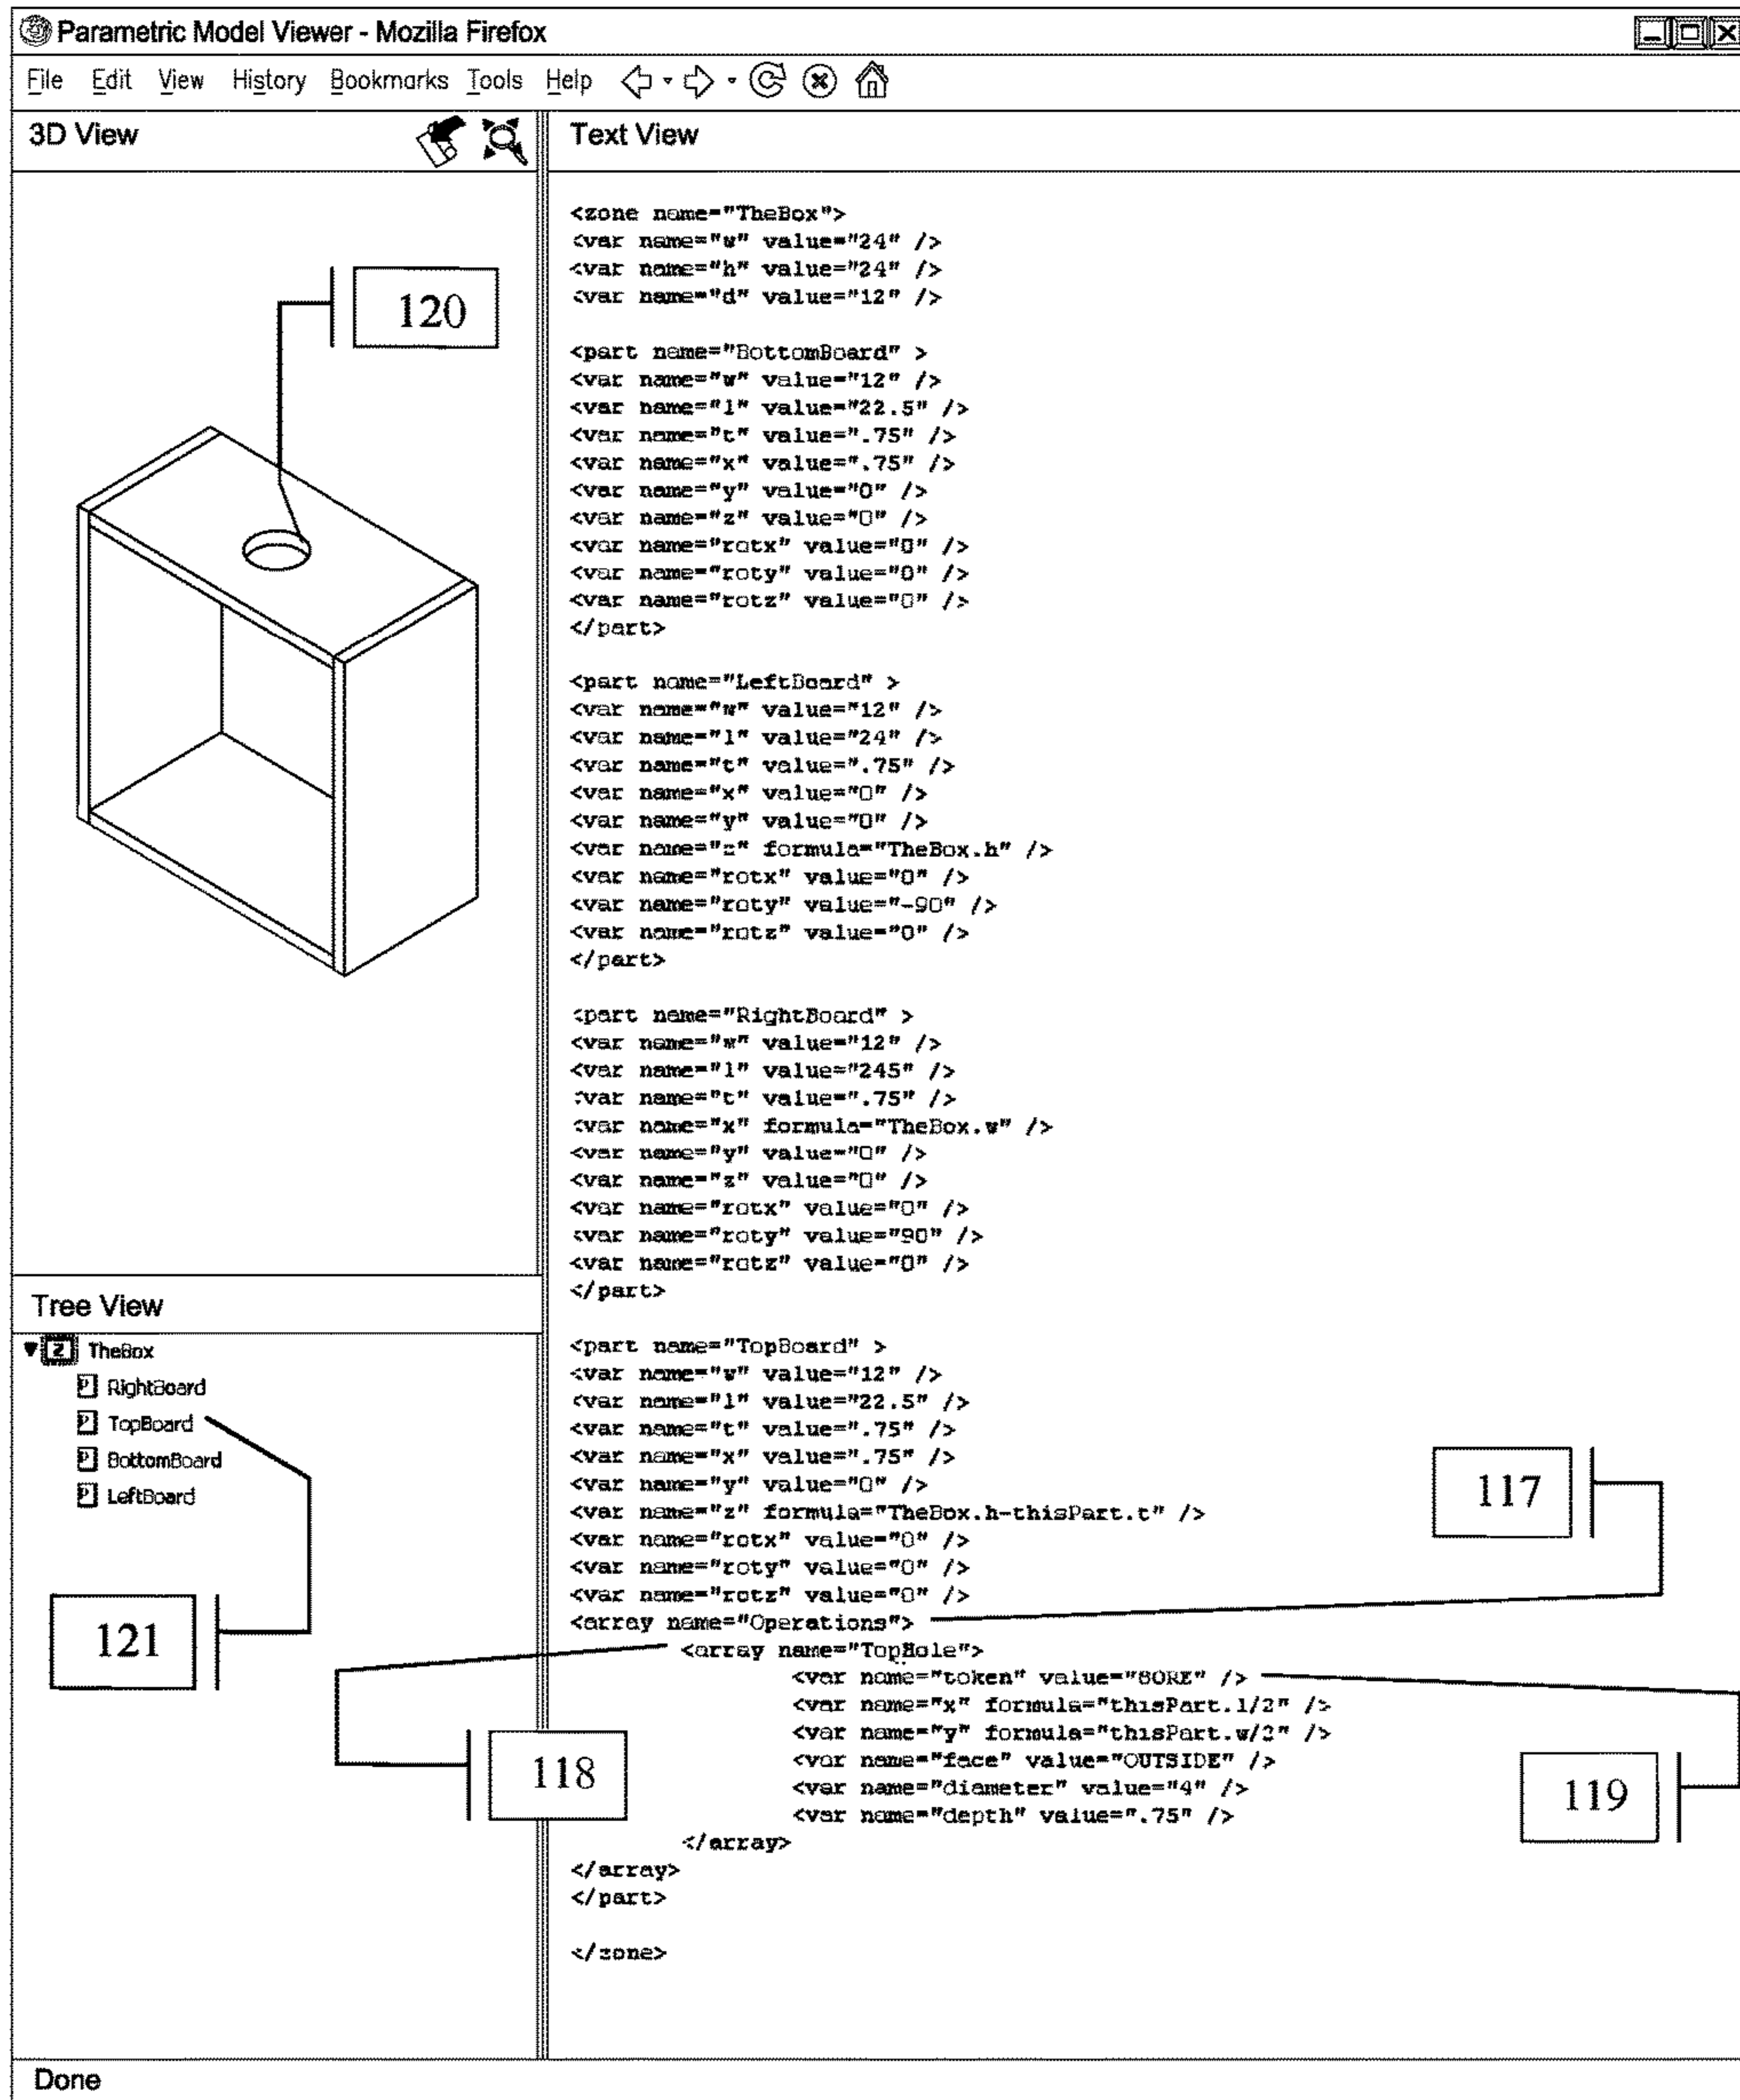 Parametric Model Viewer - Mozilla Firefox
File Edit View History Bookmarks Tools Help
3D View
120
Tree View
Z TheBox
P RightBoard
P TopBoard
P BottomBoard
P LeftBoard
121
118
Text View
<zone name="TheBox">
<var name="w" value="24" />
<var name="h" value="24" />
<var name="d" value="12" />
<part name="BottomBoard" >
<var name="w" value="12" />
<var name="l" value="22.5" />
<var name="t" value=".75" />
<var name="x" value=".75" />
<var name="y" value="0" />
<var name="z" value="0" />
<var name="rotx" value="0" />
<var name="roty" value="0" />
<var name="rotz" value="0" />
</part>
<part name="LeftBoard" >
<var name="w" value="12" />
<var name="l" value="24" />
<var name="t" value=".75" />
<var name="x" value="0" />
<var name="y" value="0" />
<var name="z" formula="TheBox.h" />
<var name="rotx" value="0" />
<var name="roty" value="-90" />
<var name="rotz" value="0" />
</part>
<part name="RightBoard" >
<var name="w" value="12" />
<var name="l" value="245" />
<var name="t" value=".75" />
<var name="x" formula="TheBox.w" />
<var name="y" value="0" />
<var name="z" value="0" />
<var name="rotx" value="0" />
<var name="roty" value="90" />
<var name="rotz" value="0" />
</part>
<part name="TopBoard" >
<var name="w" value="12" />
<var name="l" value="22.5" />
<var name="t" value=".75" />
<var name="x" value=".75" />
<var name="y" value="0" />
<var name="z" formula="TheBox.h-thisPart.t" />
<var name="rotx" value="0" />
<var name="roty" value="0" />
<var name="rotz" value="0" />
<array name="Operations">
<array name="TopHole">
<var name="token" value="BORE" />
<var name="x" formula="thisPart.l/2" />
<var name="y" formula="thisPart.w/2" />
<var name="face" value="OUTSIDE" />
<var name="diameter" value="4" />
<var name="depth" value=".75" />
</array>
</array>
</part>
</zone>
117
119
Done